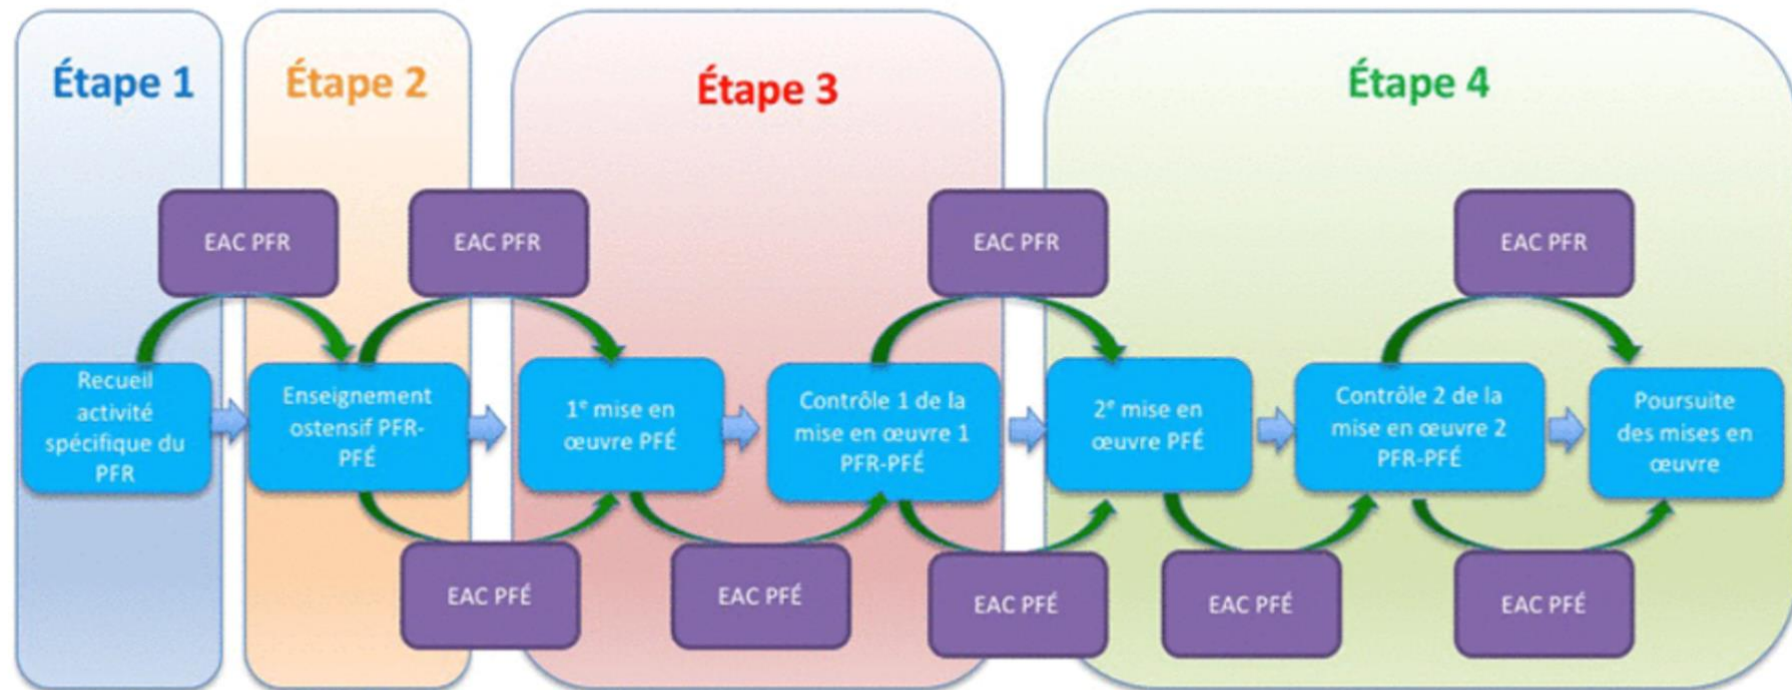 Étape 1
Étape 2
Étape 3
Étape 4
EAC PFR
EAC PFR
EAC PFR
EAC PFR
Recueil
activité
spécifique du
PFR
Enseignement
ostensif PFR-
PFÉ
1e mise en
œuvre PFÉ
Contrôle 1 de la
mise en œuvre 1
PFR-PFÉ
2e mise en
œuvre PFÉ
Contrôle 2 de la
mise en œuvre 2
PFR-PFÉ
Poursuite
des mises en
œuvre
EAC PFÉ
EAC PFÉ
EAC PFÉ
EAC PFÉ
EAC PFÉ